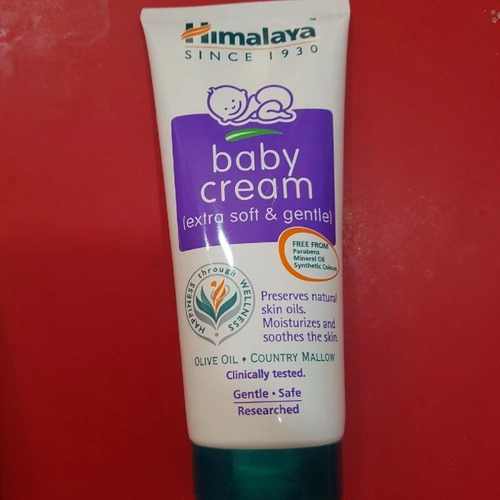 Himalaya
SINCE 1930
baby
cream
(extra soft & gentle)
FREE FROM
Parabens
Mineral Oil
Synthetic Colours
HAPPINESS through WELLNESS
Preserves natural
skin oils.
Moisturizes and
soothes the skin.
OLIVE OIL • COUNTRY MALLOW
Clinically tested.
Gentle • Safe
Researched